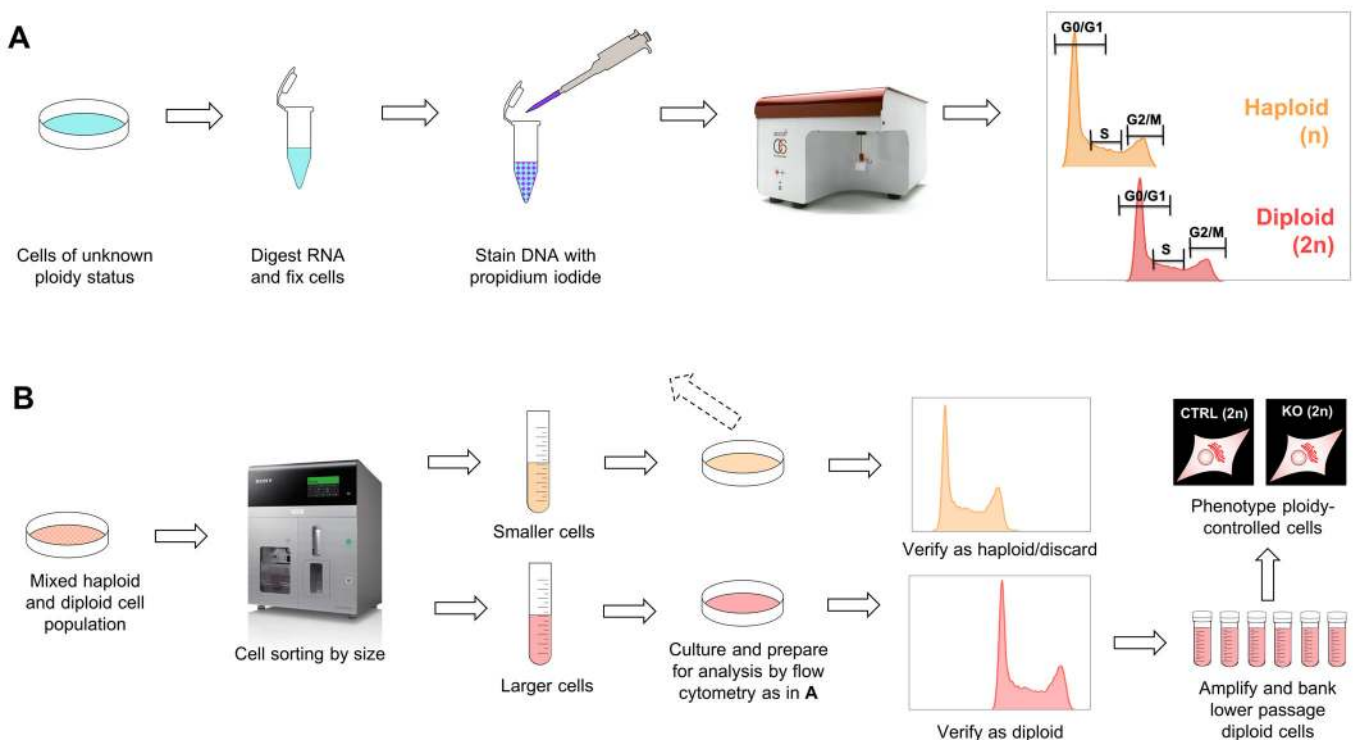 A
Cells of unknown
ploidy status
Digest RNA
and fix cells
Stain DNA with
propidium iodide
G0/G1
S
G2/M
Haploid
(n)
G0/G1
S
G2/M
Diploid
(2n)
B
Mixed haploid
and diploid cell
population
SONY
Cell sorting by size
Smaller cells
Larger cells
Culture and prepare
for analysis by flow
cytometry as in A
Verify as haploid/discard
Verify as diploid
CTRL (2n)
KO (2n)
Phenotype ploidy-
controlled cells
Amplify and bank
lower passage
diploid cells